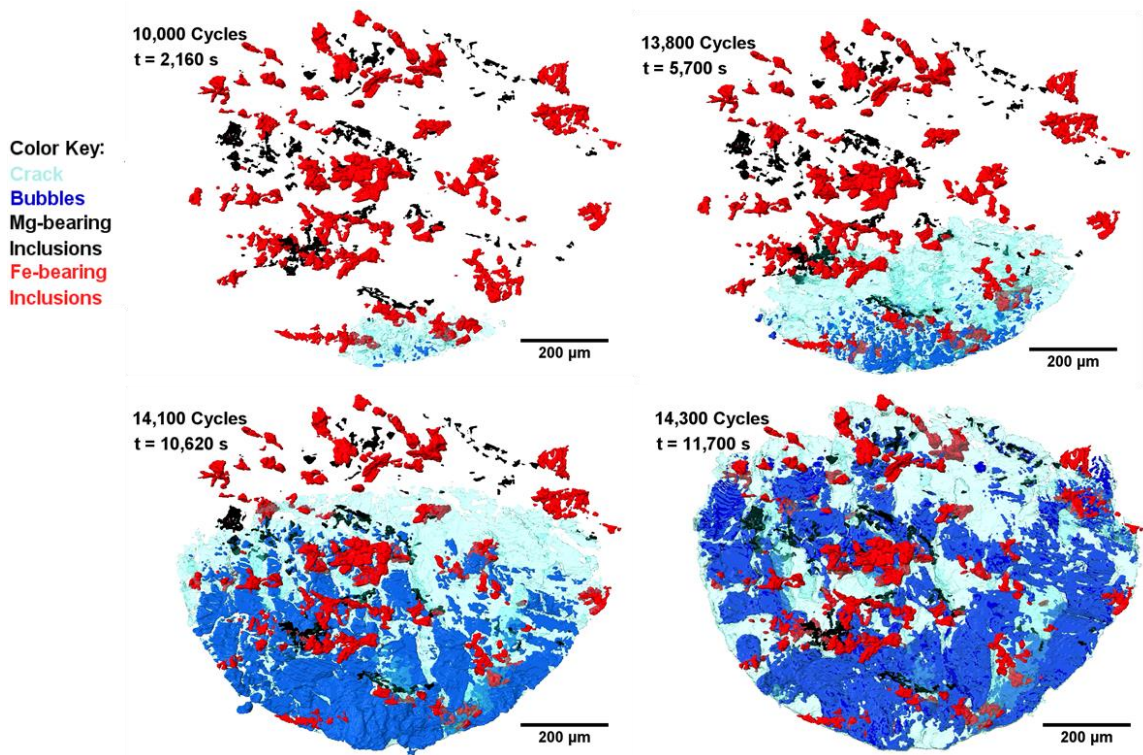 10,000 Cycles
t = 2,160 s
200 µm
13,800 Cycles
t = 5,700 s
200 µm
Color Key:
Crack
Bubbles
Mg-bearing
Inclusions
Fe-bearing
Inclusions
14,100 Cycles
t = 10,620 s
200 µm
14,300 Cycles
t = 11,700 s
200 µm